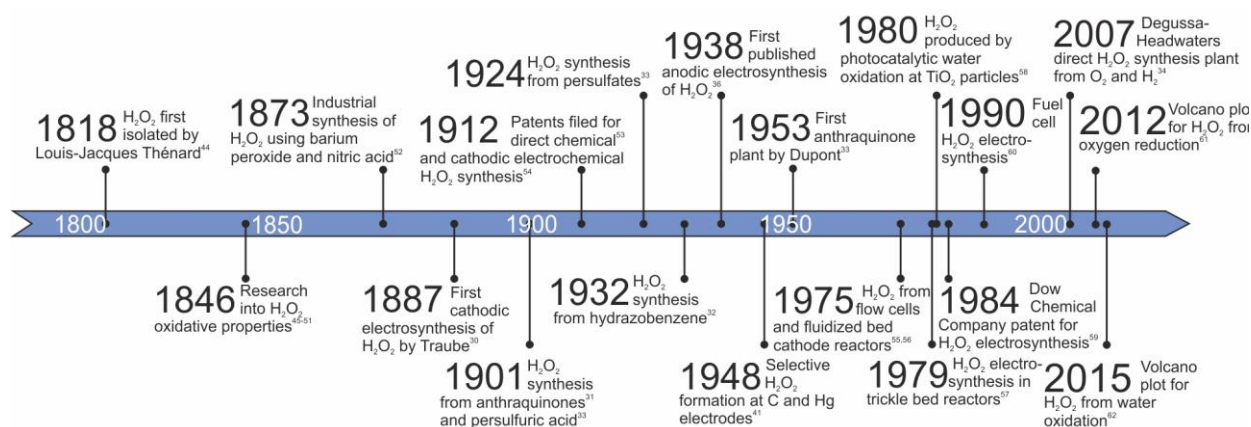 1818 H₂O₂ first
isolated by
Louis-Jacques Thénard⁴⁴
1873 Industrial
synthesis of
H₂O₂ using barium
peroxide and nitric acid⁵²
1924 H₂O₂ synthesis
from persulfates³³
1912 Patents filed for
direct chemical⁵³
and cathodic electrochemical
H₂O₂ synthesis⁵⁴
1938 First
published
anodic electrosynthesis
of H₂O₂³⁶
1953 First
anthraquinone
plant by Dupont³³
1980 H₂O₂
produced by
photocatalytic water
oxidation at TiO₂ particles⁵⁸
1990 Fuel
cell
H₂O₂ electro-
synthesis⁶⁰
2007 Degussa-
Headwaters
direct H₂O₂ synthesis plant
from O₂ and H₂³⁴
2012 Volcano plot
for H₂O₂ from
oxygen reduction⁶¹
1800 1850 1900 1950 2000
1846 Research
into H₂O₂
oxidative properties⁴⁵⁻⁵¹
1887 First
cathodic
electrosynthesis of
H₂O₂ by Traube³⁰
1901 H₂O₂
synthesis
from anthraquinones³¹
and persulfuric acid³³
1932 H₂O₂
synthesis
from hydrazobenzene³²
1948 Selective
H₂O₂
formation at C and Hg
electrodes⁴¹
1975 H₂O₂ from
flow cells
and fluidized bed
cathode reactors⁵⁵,⁵⁶
1979 H₂O₂ electro-
synthesis in
trickle bed reactors⁵⁷
1984 Dow
Chemical
Company patent for
H₂O₂ electrosynthesis⁵⁹
2015 Volcano
plot for
H₂O₂ from water
oxidation⁶²